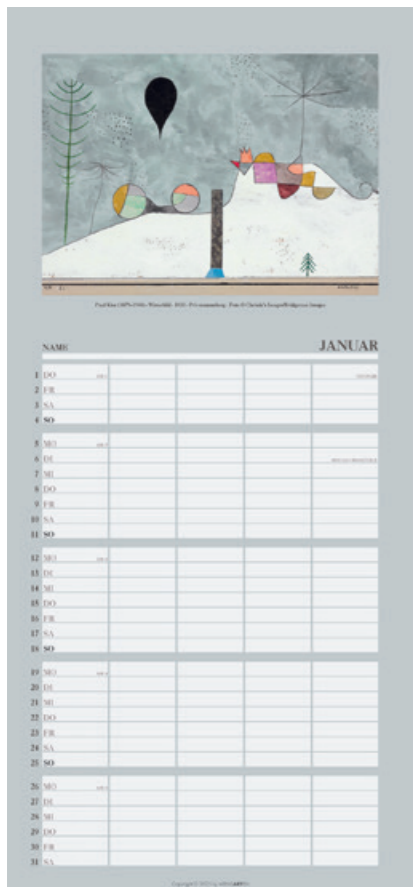 NAME
JANUAR
1 DO
2 FR
3 SA
4 SO
5 MO
6 DI
7 MI
8 DO
9 FR
10 SA
11 SO
12 MO
13 DI
14 MI
15 DO
16 FR
17 SA
18 SO
19 MO
20 DI
21 MI
22 DO
23 FR
24 SA
25 SO
26 MO
27 DI
28 MI
29 DO
30 FR
31 SA